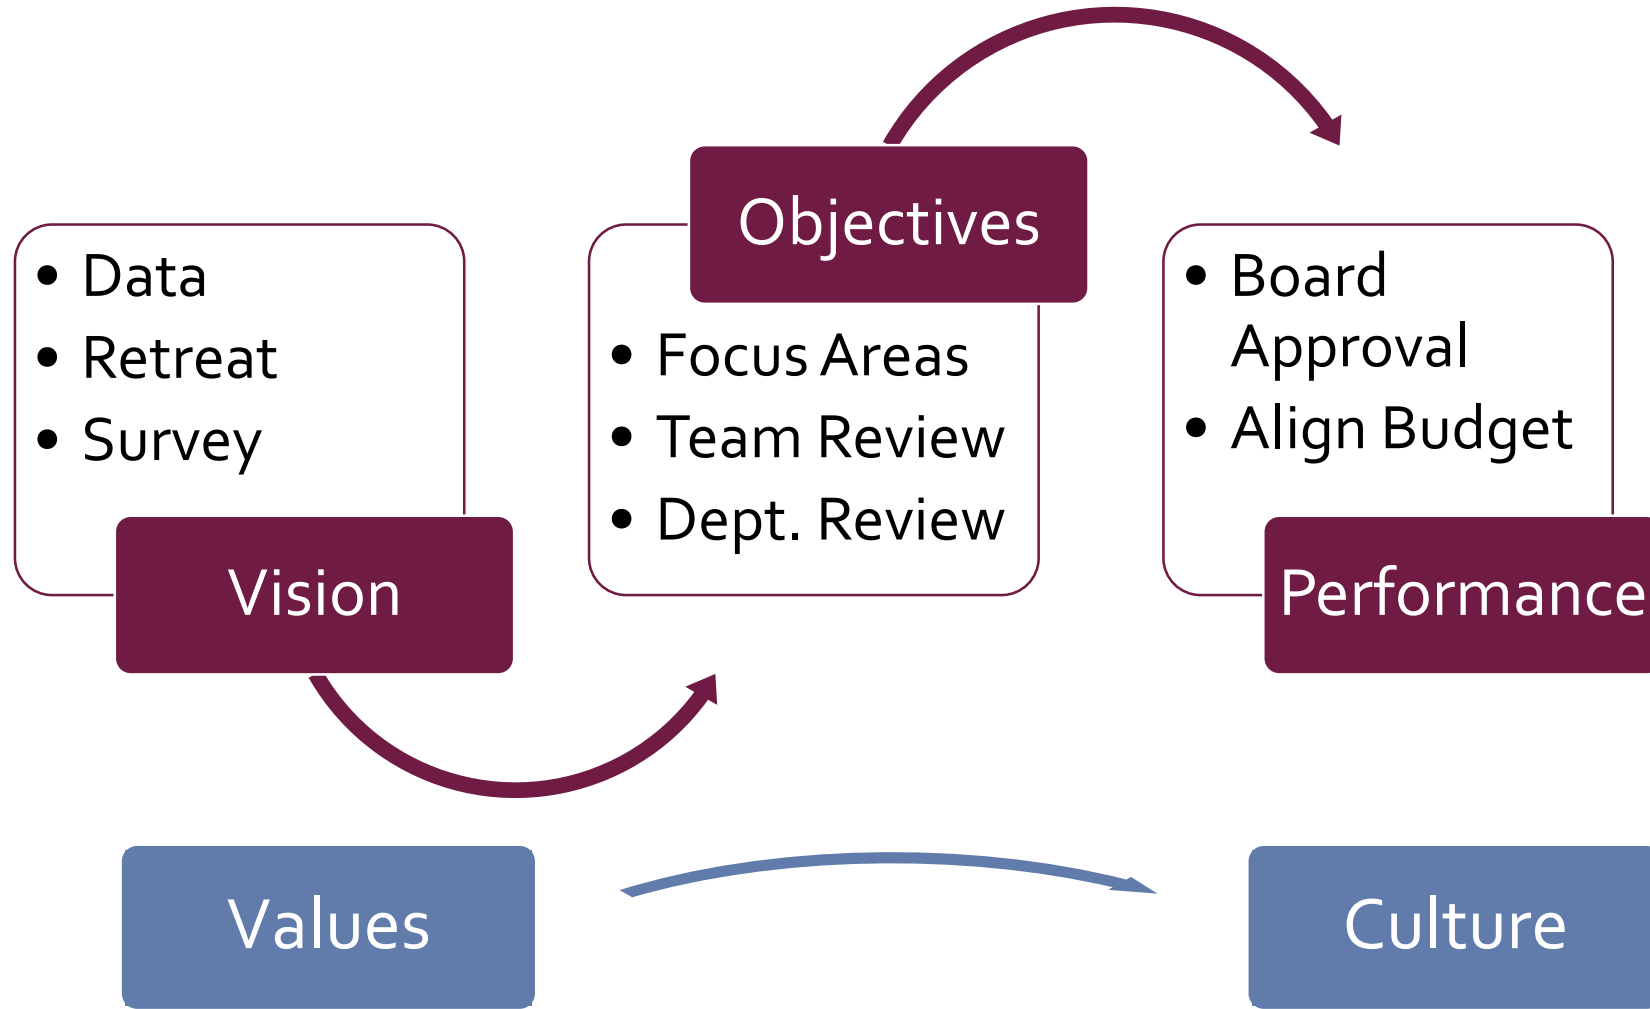 • Data
• Retreat
• Survey
Vision
Objectives
• Focus Areas
• Team Review
• Dept. Review
• Board
Approval
• Align Budget
Performance
Values
Culture